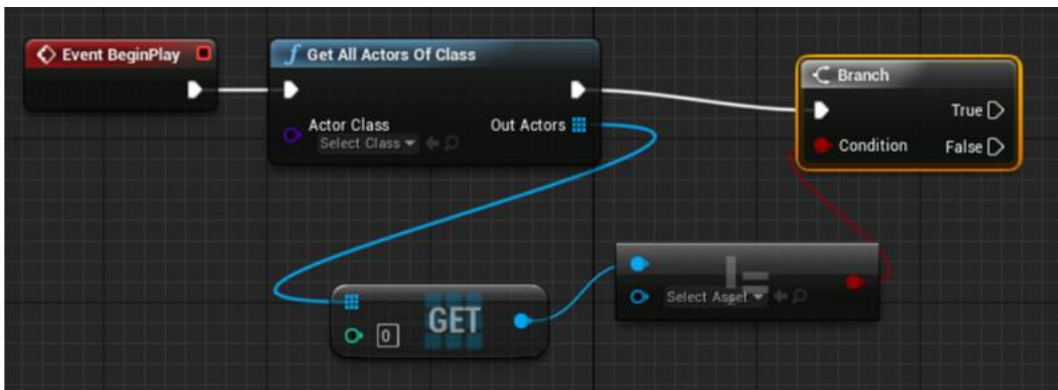 Event BeginPlay
Get All Actors Of Class
Actor Class
Select Class
Out Actors
Branch
True
Condition
False
!=
Select Asset
GET
0